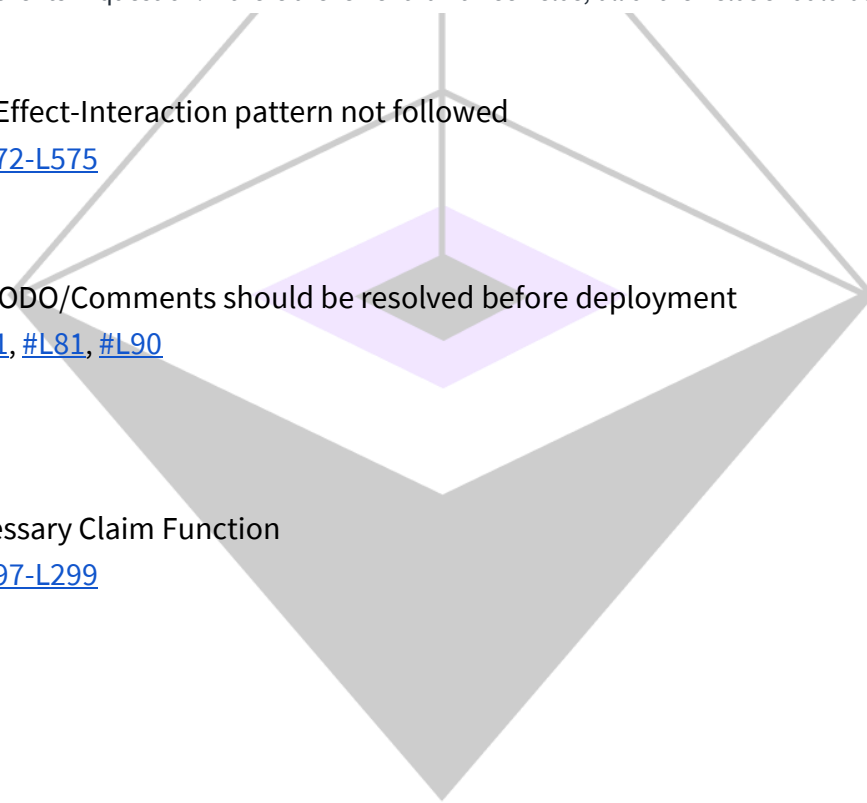 Effect-Interaction pattern not followed
72-L575
ODO/Comments should be resolved before deployment
1, #L81, #L90
essary Claim Function
97-L299